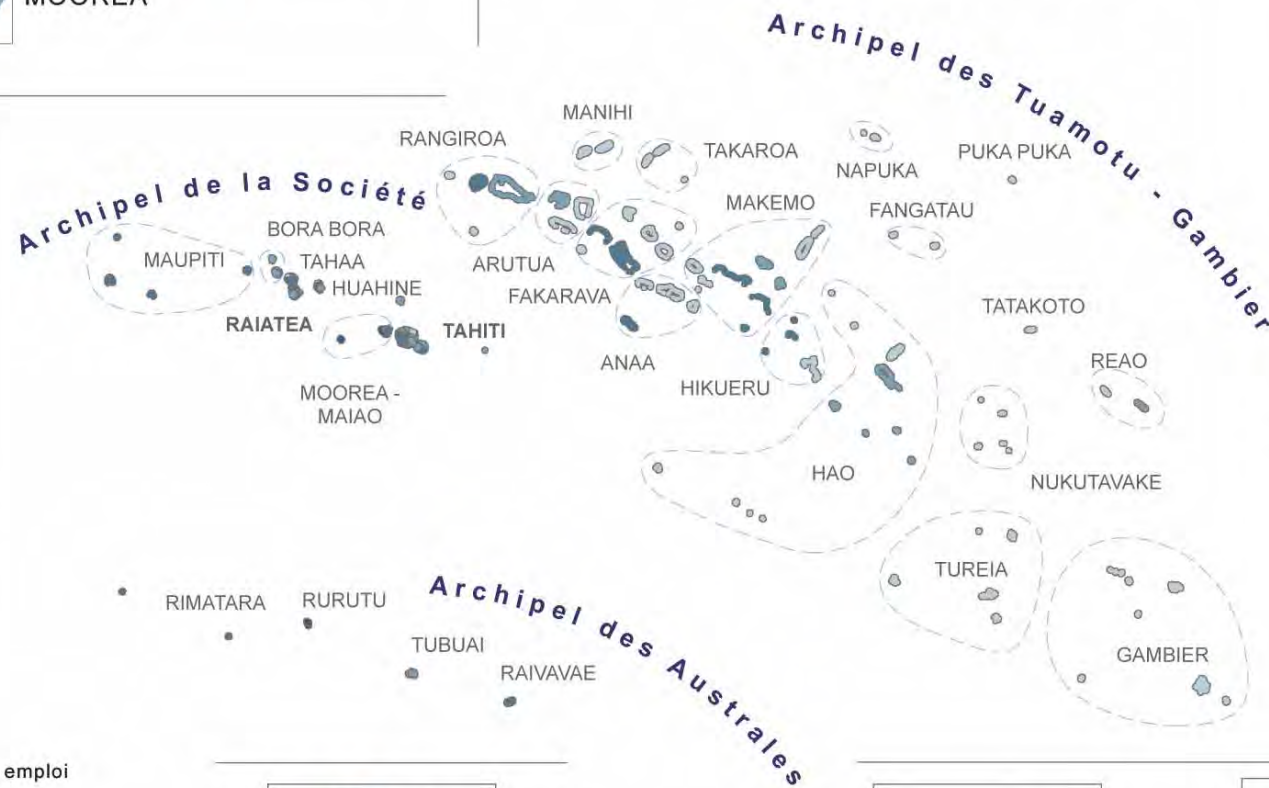 MOOREA
Archipel des Tuamotu - Gambier
MANIHI
RANGIROA
TAKAROA
NAPUKA
PUKA PUKA
Archipel de la Société
MAKEMO
FANGATAU
BORA BORA
MAUPITI
TAHAA
ARUTUA
HUAHINE
FAKARAVA
TATAKOTO
RAIATEA
TAHITI
ANAA
REAO
HIKUERU
MOOREA -
MAIAO
HAO
NUKUTAVAKE
TUREIA
Archipel des Australes
RIMATARA
RURUTU
TUBUAI
GAMBIER
RAIVAVAE
emploi